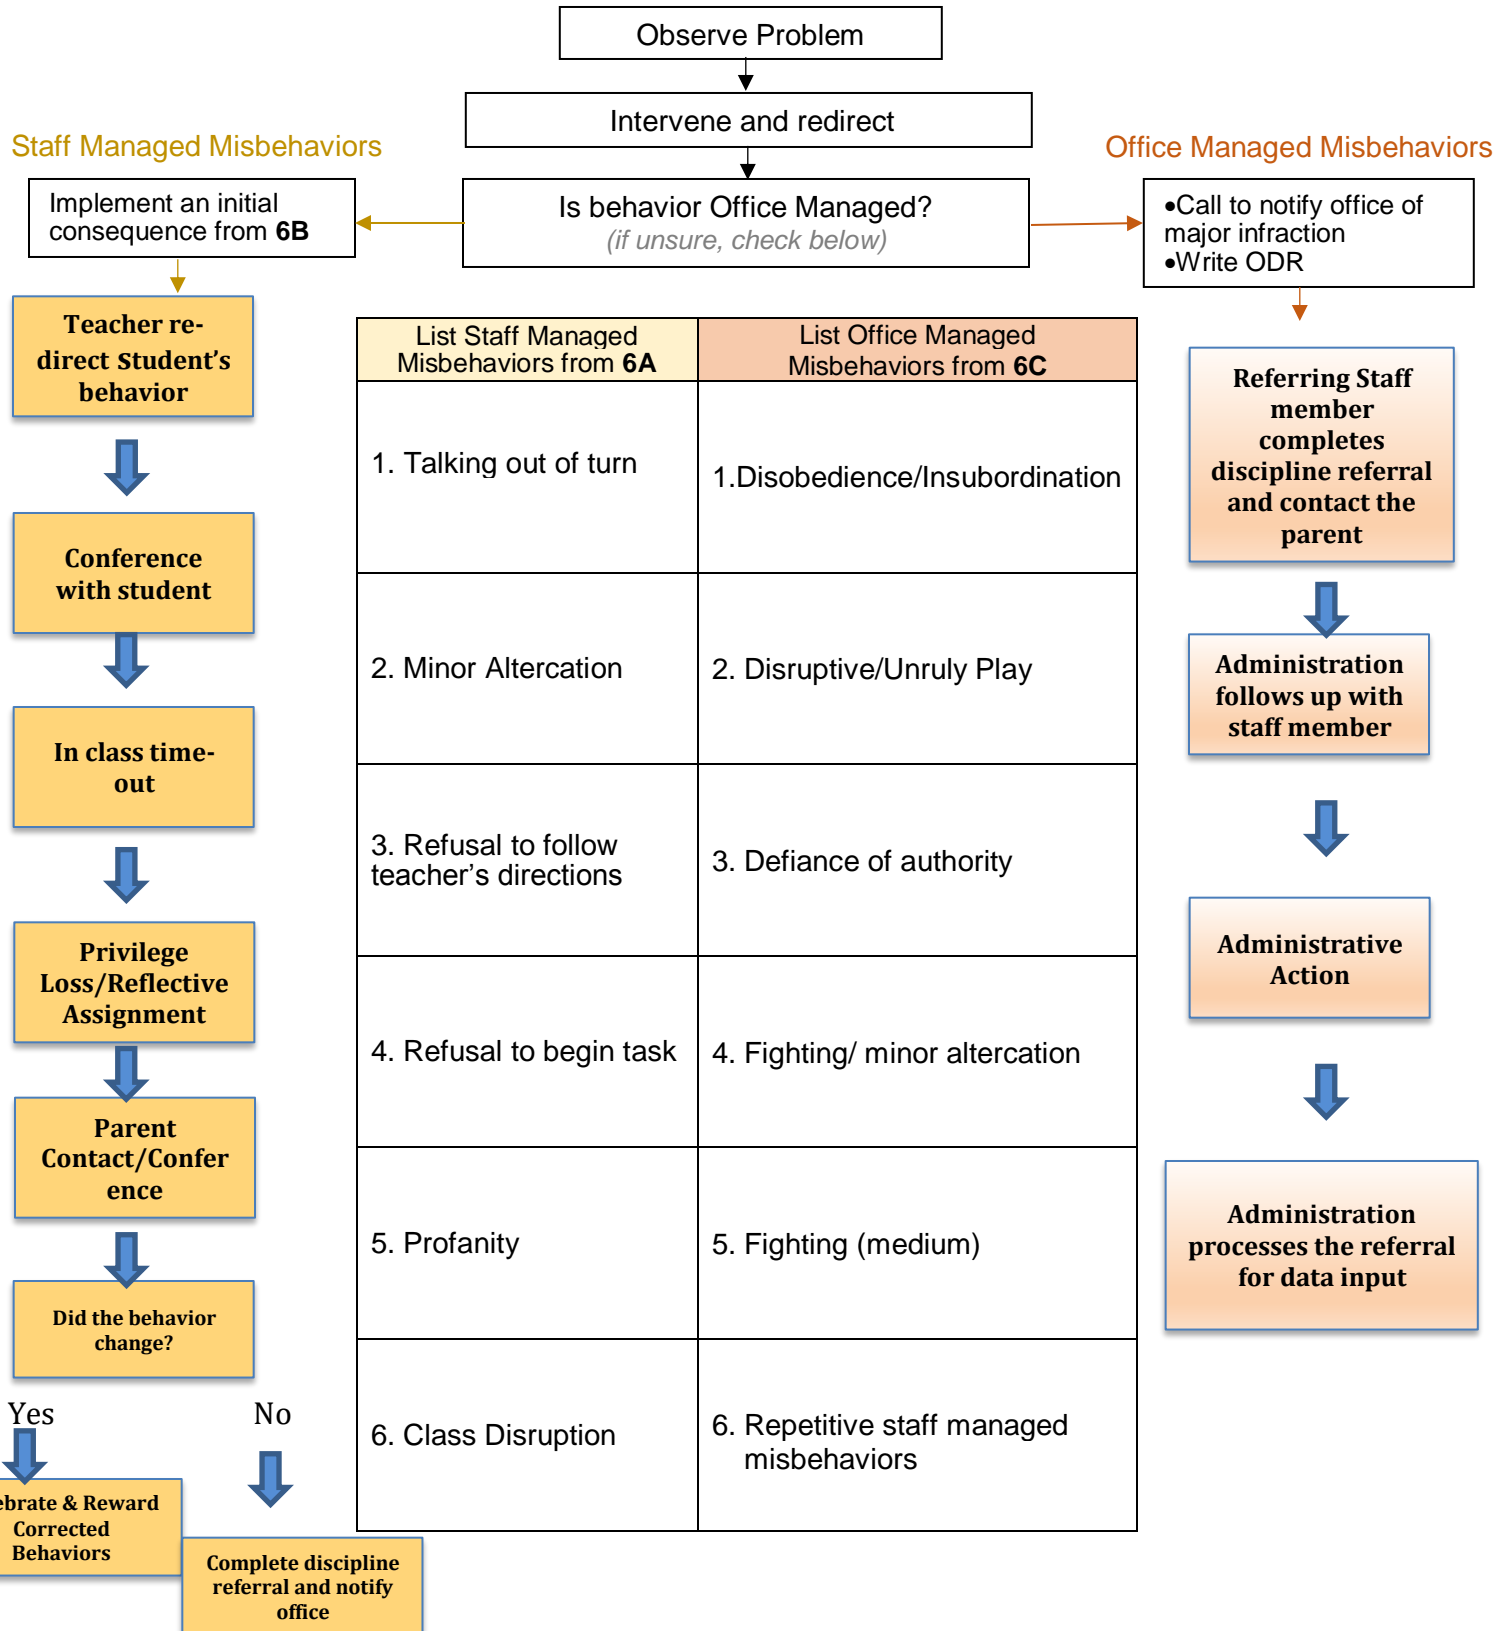 Observe Problem
Intervene and redirect
Staff Managed Misbehaviors
Office Managed Misbehaviors
Implement an initial
consequence from 6B
Is behavior Office Managed?
(if unsure, check below)
•Call to notify office of
major infraction
•Write ODR
Teacher re-
direct Student's
behavior
Conference
with student
In class time-
out
Privilege
Loss/Reflective
Assignment
Parent
Contact/Confer
ence
Did the behavior
change?
Yes
No
ebrate & Reward
Corrected
Behaviors
Complete discipline
referral and notify
office
List Staff Managed
Misbehaviors from 6A
List Office Managed
Misbehaviors from 6C
1. Talking out of turn
1.Disobedience/Insubordination
2. Minor Altercation
2. Disruptive/Unruly Play
3. Refusal to follow
teacher's directions
3. Defiance of authority
4. Refusal to begin task
4. Fighting/ minor altercation
5. Profanity
5. Fighting (medium)
6. Class Disruption
6. Repetitive staff managed
misbehaviors
Referring Staff
member
completes
discipline referral
and contact the
parent
Administration
follows up with
staff member
Administrative
Action
Administration
processes the referral
for data input